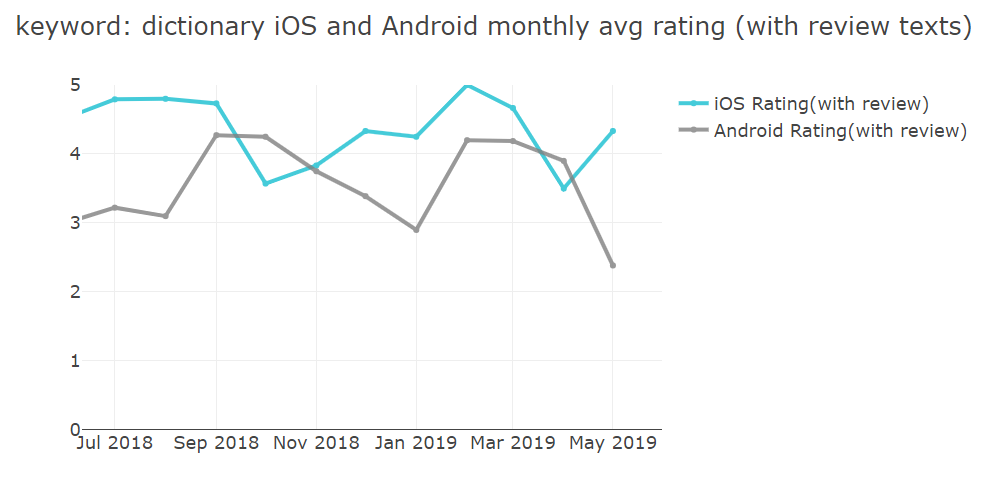 keyword: dictionary iOS and Android monthly avg rating (with review texts)
5
4
3
2
1
0
Jul 2018 Sep 2018 Nov 2018 Jan 2019 Mar 2019 May 2019
iOS Rating(with review)
Android Rating(with review)